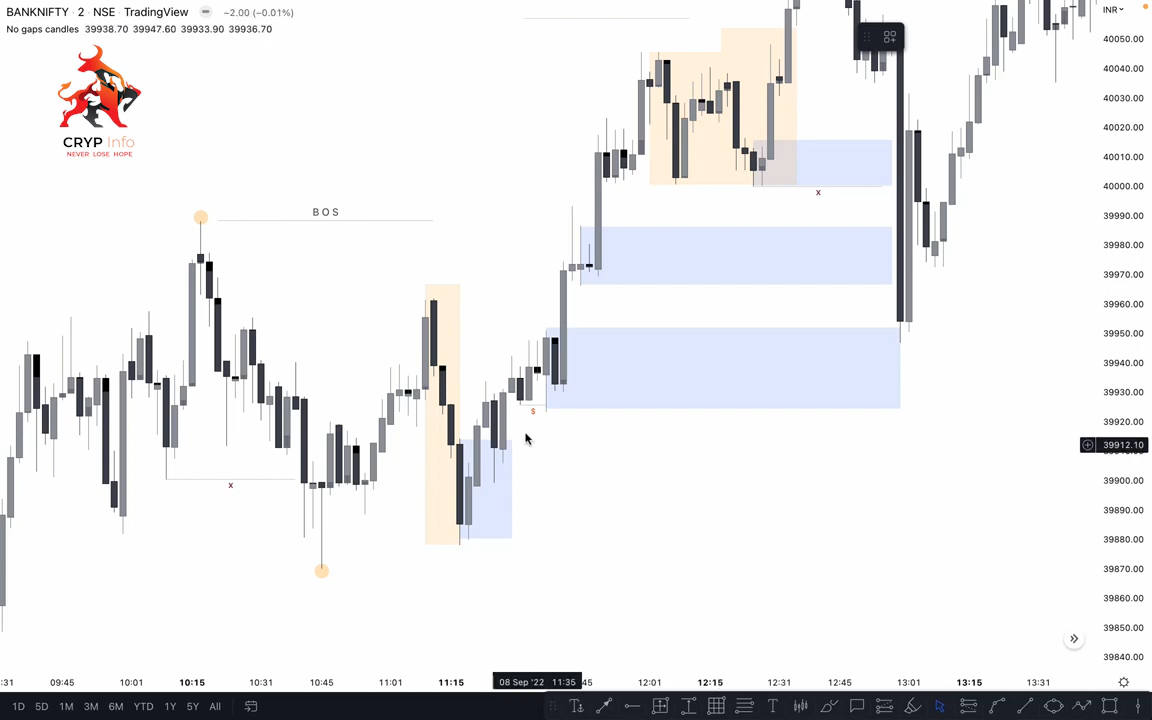 BANKNIFTY · 2 · NSE · TradingView −2.00 (−0.01%)
No gaps candles 39938.70 39947.60 39933.90 39936.70
INR
CRYP Info
NEVER LOSE HOPE
BOS
x
$
x
40050.00
40040.00
40030.00
40020.00
40010.00
40000.00
39990.00
39980.00
39970.00
39960.00
39950.00
39940.00
39930.00
39920.00
39912.10
39900.00
39890.00
39880.00
39870.00
39860.00
39850.00
39840.00
:31 09:45 10:01 10:15 10:31 10:45 11:01 11:15 08 Sep '22 11:35 :45 12:01 12:15 12:31 12:45 13:01 13:15 13:31
1D 5D 1M 3M 6M YTD 1Y 5Y All